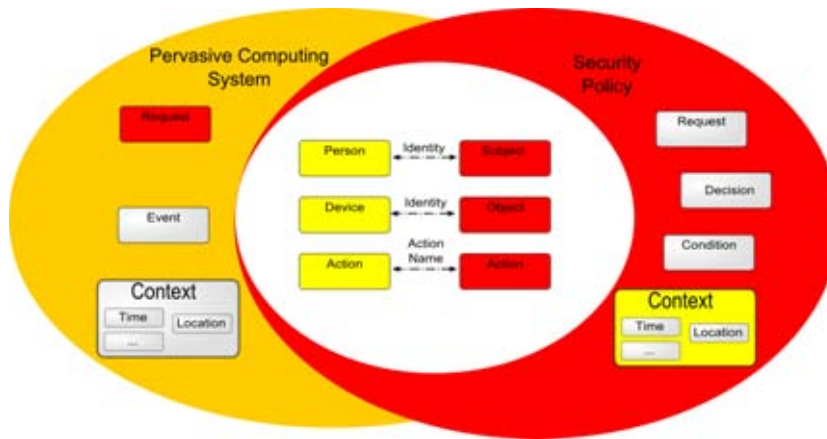 Pervasive Computing
System
Security
Policy
Request
Request
Person
Identity
Subject
Decision
Device
Identity
Object
Event
Action
Name
Condition
Action
Action
Context
Time
Location
...
Context
Time
Location
...